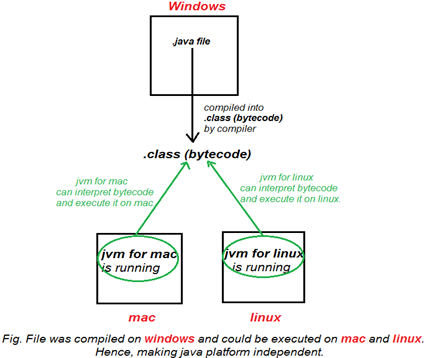 Windows
.java file
compiled into
.class (bytecode)
by compiler
.class (bytecode)
jvm for mac
can interpret bytecode
and execute it on mac.
jvm for linux
can interpret bytecode
and execute it on linux.
jvm for mac
is running
jvm for linux
is running
mac
linux
Fig. File was compiled on windows and could be executed on mac and linux.
Hence, making java platform independent.